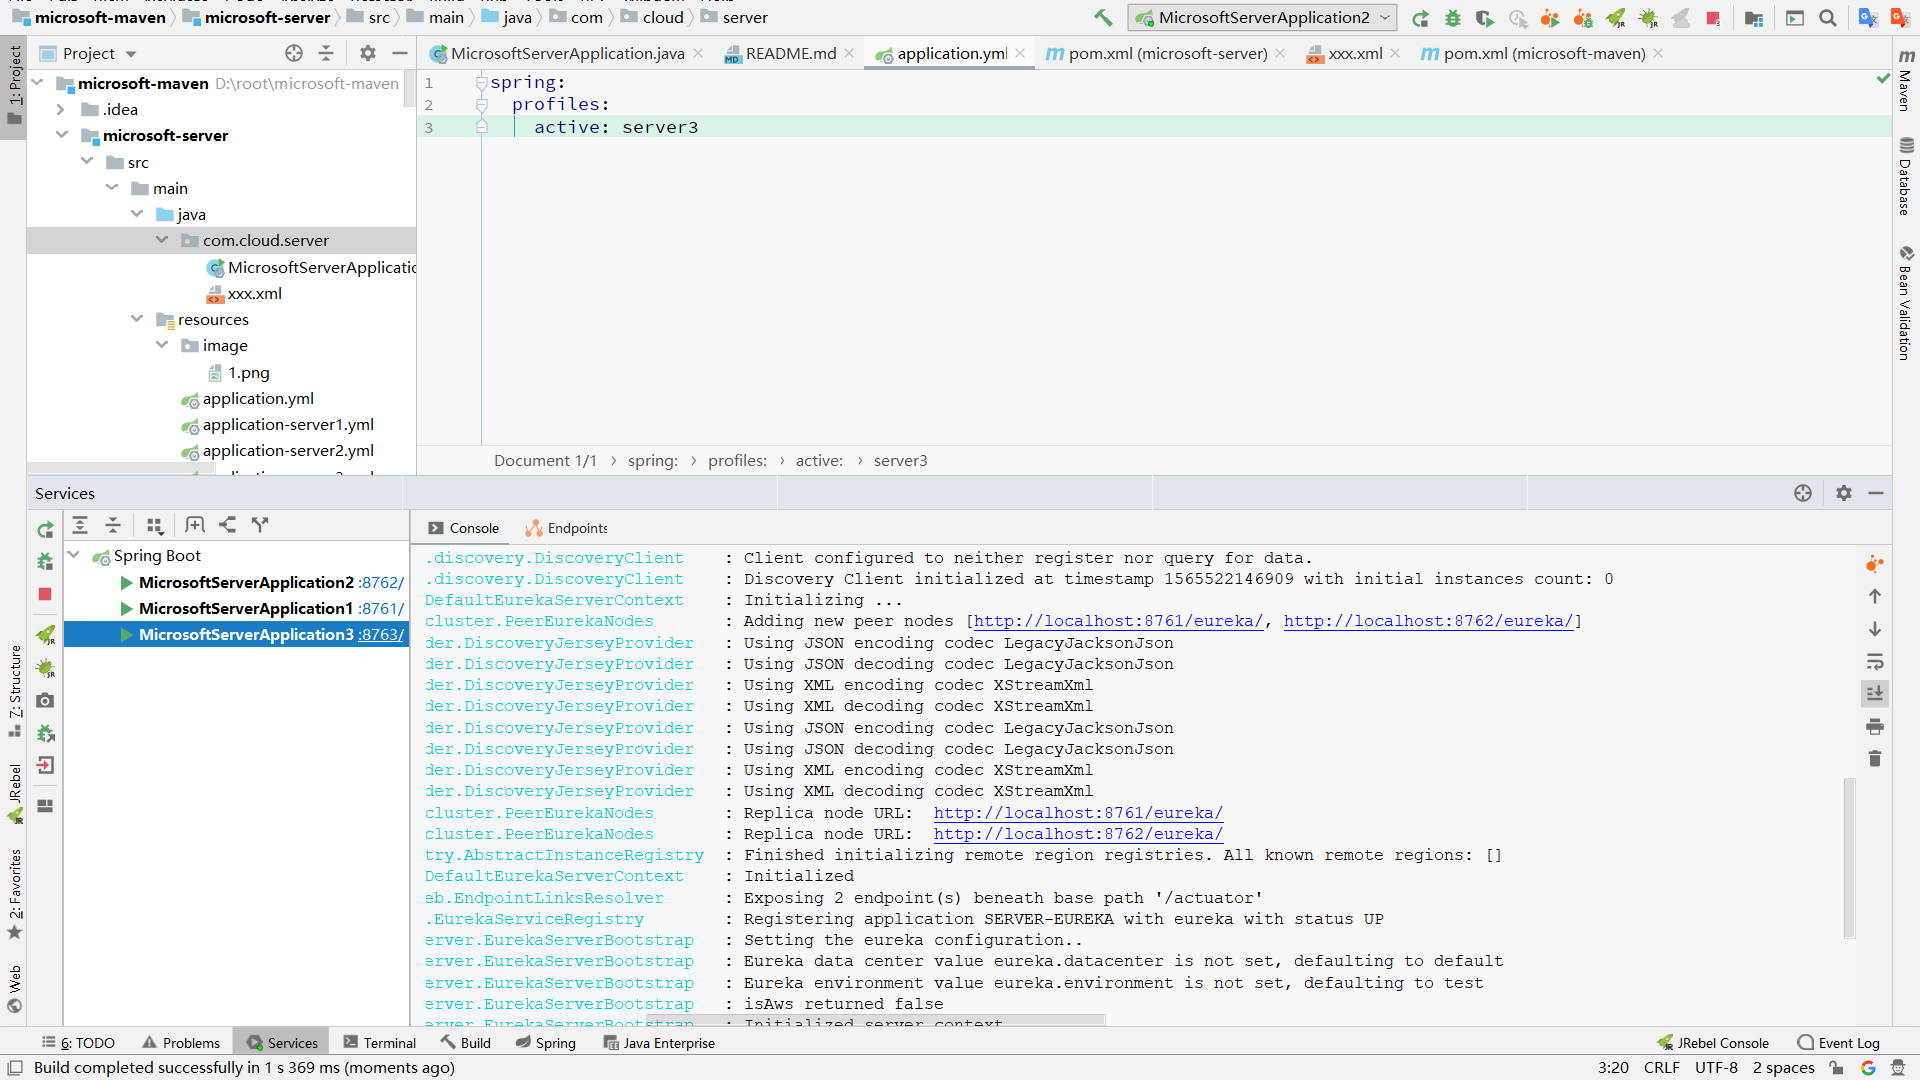 microsoft-maven microsoft-server src main java com cloud server MicrosoftServerApplication2
1: Project
Project
MicrosoftServerApplication.java README.md application.yml pom.xml (microsoft-server) xxx.xml pom.xml (microsoft-maven)
microsoft-maven D:\root\microsoft-maven
.idea
microsoft-server
src
main
java
com.cloud.server
MicrosoftServerApplicatio
xxx.xml
resources
image
1.png
application.yml
application-server1.yml
application-server2.yml
1 spring:
2 profiles:
3 active: server3
Document 1/1 › spring: › profiles: › active: › server3
Maven
Database
Bean Validation
Services
Spring Boot
MicrosoftServerApplication2 :8762/
MicrosoftServerApplication1 :8761/
MicrosoftServerApplication3 :8763/
7: Structure
JRebel
2: Favorites
Web
Console Endpoints
.discovery.DiscoveryClient : Client configured to neither register nor query for data.
.discovery.DiscoveryClient : Discovery Client initialized at timestamp 1565522146909 with initial instances count: 0
DefaultEurekaServerContext : Initializing ...
cluster.PeerEurekaNodes : Adding new peer nodes [http://localhost:8761/eureka/, http://localhost:8762/eureka/]
der.DiscoveryJerseyProvider : Using JSON encoding codec LegacyJacksonJson
der.DiscoveryJerseyProvider : Using JSON decoding codec LegacyJacksonJson
der.DiscoveryJerseyProvider : Using XML encoding codec XStreamXml
der.DiscoveryJerseyProvider : Using XML decoding codec XStreamXml
der.DiscoveryJerseyProvider : Using JSON encoding codec LegacyJacksonJson
der.DiscoveryJerseyProvider : Using JSON decoding codec LegacyJacksonJson
der.DiscoveryJerseyProvider : Using XML encoding codec XStreamXml
der.DiscoveryJerseyProvider : Using XML decoding codec XStreamXml
cluster.PeerEurekaNodes : Replica node URL: http://localhost:8761/eureka/
cluster.PeerEurekaNodes : Replica node URL: http://localhost:8762/eureka/
try.AbstractInstanceRegistry : Finished initializing remote region registries. All known remote regions: []
DefaultEurekaServerContext : Initialized
eb.EndpointLinksResolver : Exposing 2 endpoint(s) beneath base path '/actuator'
.EurekaServiceRegistry : Registering application SERVER-EUREKA with eureka with status UP
erver.EurekaServerBootstrap : Setting the eureka configuration..
erver.EurekaServerBootstrap : Eureka data center value eureka.datacenter is not set, defaulting to default
erver.EurekaServerBootstrap : Eureka environment value eureka.environment is not set, defaulting to test
erver.EurekaServerBootstrap : isAws returned false
erver.EurekaServerBootstrap : Initialized server context
6: TODO Problems Services Terminal Build Spring Java Enterprise JRebel Console Event Log
Build completed successfully in 1 s 369 ms (moments ago) 3:20 CRLF UTF-8 2 spaces